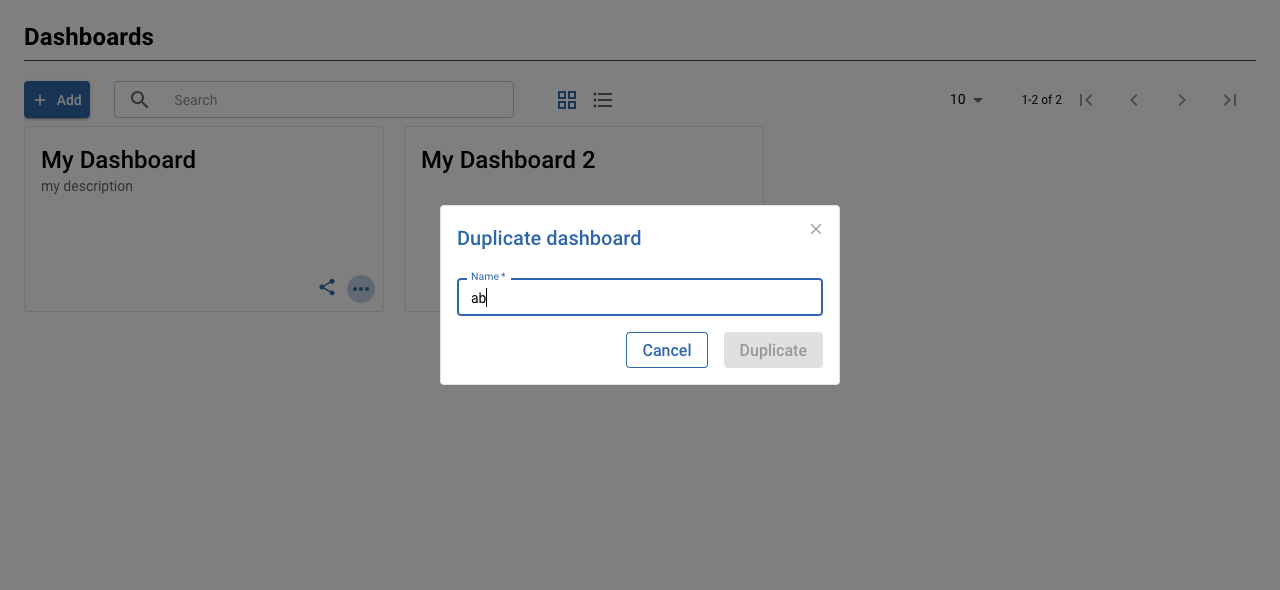 Dashboards
Add
Search
10
1-2 of 2
My Dashboard
my description
My Dashboard 2
Duplicate dashboard
Name *
ab
Cancel
Duplicate